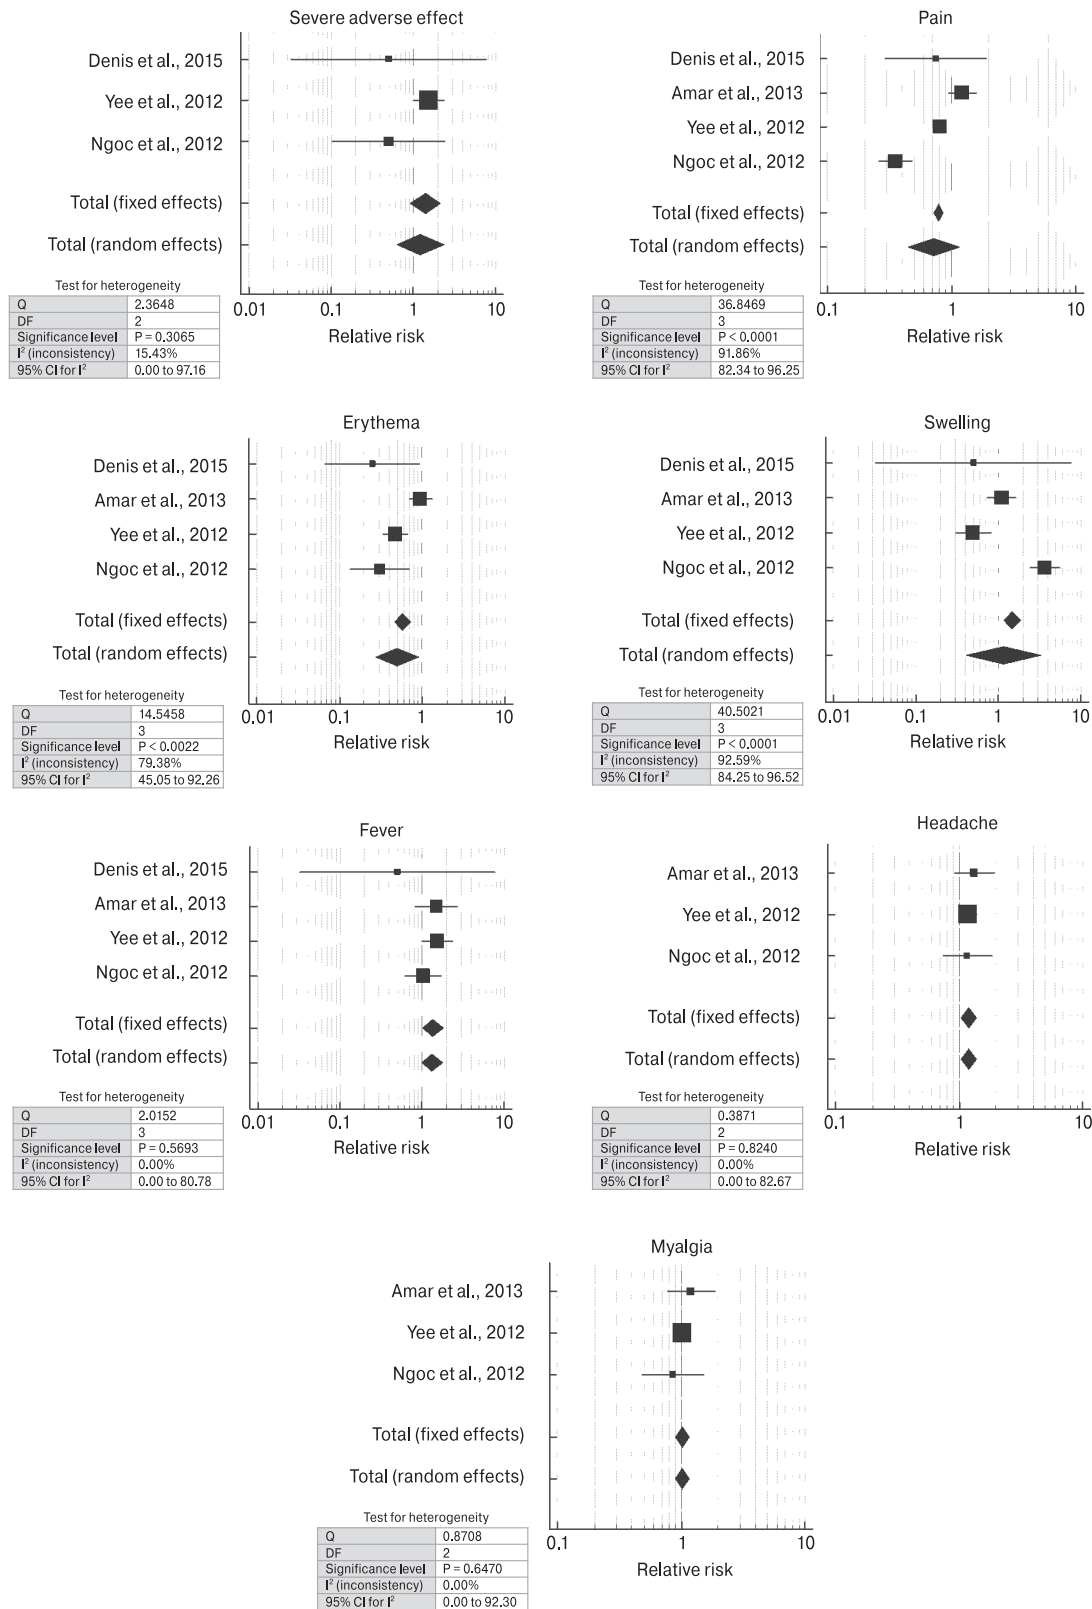 Severe adverse effect
Denis et al., 2015
Yee et al., 2012
Ngoc et al., 2012
Total (fixed effects)
Total (random effects)
0.01 0.1 1 10
Relative risk
Test for heterogeneity
Q 2.3648
DF 2
Significance level P = 0.3065
I² (inconsistency) 15.43%
95% CI for I² 0.00 to 97.16
Pain
Denis et al., 2015
Amar et al., 2013
Yee et al., 2012
Ngoc et al., 2012
Total (fixed effects)
Total (random effects)
0.1 1 10
Relative risk
Test for heterogeneity
Q 36.8469
DF 3
Significance level P < 0.0001
I² (inconsistency) 91.86%
95% CI for I² 82.34 to 96.25
Erythema
Denis et al., 2015
Amar et al., 2013
Yee et al., 2012
Ngoc et al., 2012
Total (fixed effects)
Total (random effects)
0.01 0.1 1 10
Relative risk
Test for heterogeneity
Q 14.5458
DF 3
Significance level P < 0.0022
I² (inconsistency) 79.38%
95% CI for I² 45.05 to 92.26
Swelling
Denis et al., 2015
Amar et al., 2013
Yee et al., 2012
Ngoc et al., 2012
Total (fixed effects)
Total (random effects)
0.01 0.1 1 10
Relative risk
Test for heterogeneity
Q 40.5021
DF 3
Significance level P < 0.0001
I² (inconsistency) 92.59%
95% CI for I² 84.25 to 96.52
Fever
Denis et al., 2015
Amar et al., 2013
Yee et al., 2012
Ngoc et al., 2012
Total (fixed effects)
Total (random effects)
0.01 0.1 1 10
Relative risk
Test for heterogeneity
Q 2.0152
DF 3
Significance level P = 0.5693
I² (inconsistency) 0.00%
95% CI for I² 0.00 to 80.78
Headache
Amar et al., 2013
Yee et al., 2012
Ngoc et al., 2012
Total (fixed effects)
Total (random effects)
0.1 1 10
Relative risk
Test for heterogeneity
Q 0.3871
DF 2
Significance level P = 0.8240
I² (inconsistency) 0.00%
95% CI for I² 0.00 to 82.67
Myalgia
Amar et al., 2013
Yee et al., 2012
Ngoc et al., 2012
Total (fixed effects)
Total (random effects)
0.1 1 10
Relative risk
Test for heterogeneity
Q 0.8708
DF 2
Significance level P = 0.6470
I² (inconsistency) 0.00%
95% CI for I² 0.00 to 92.30